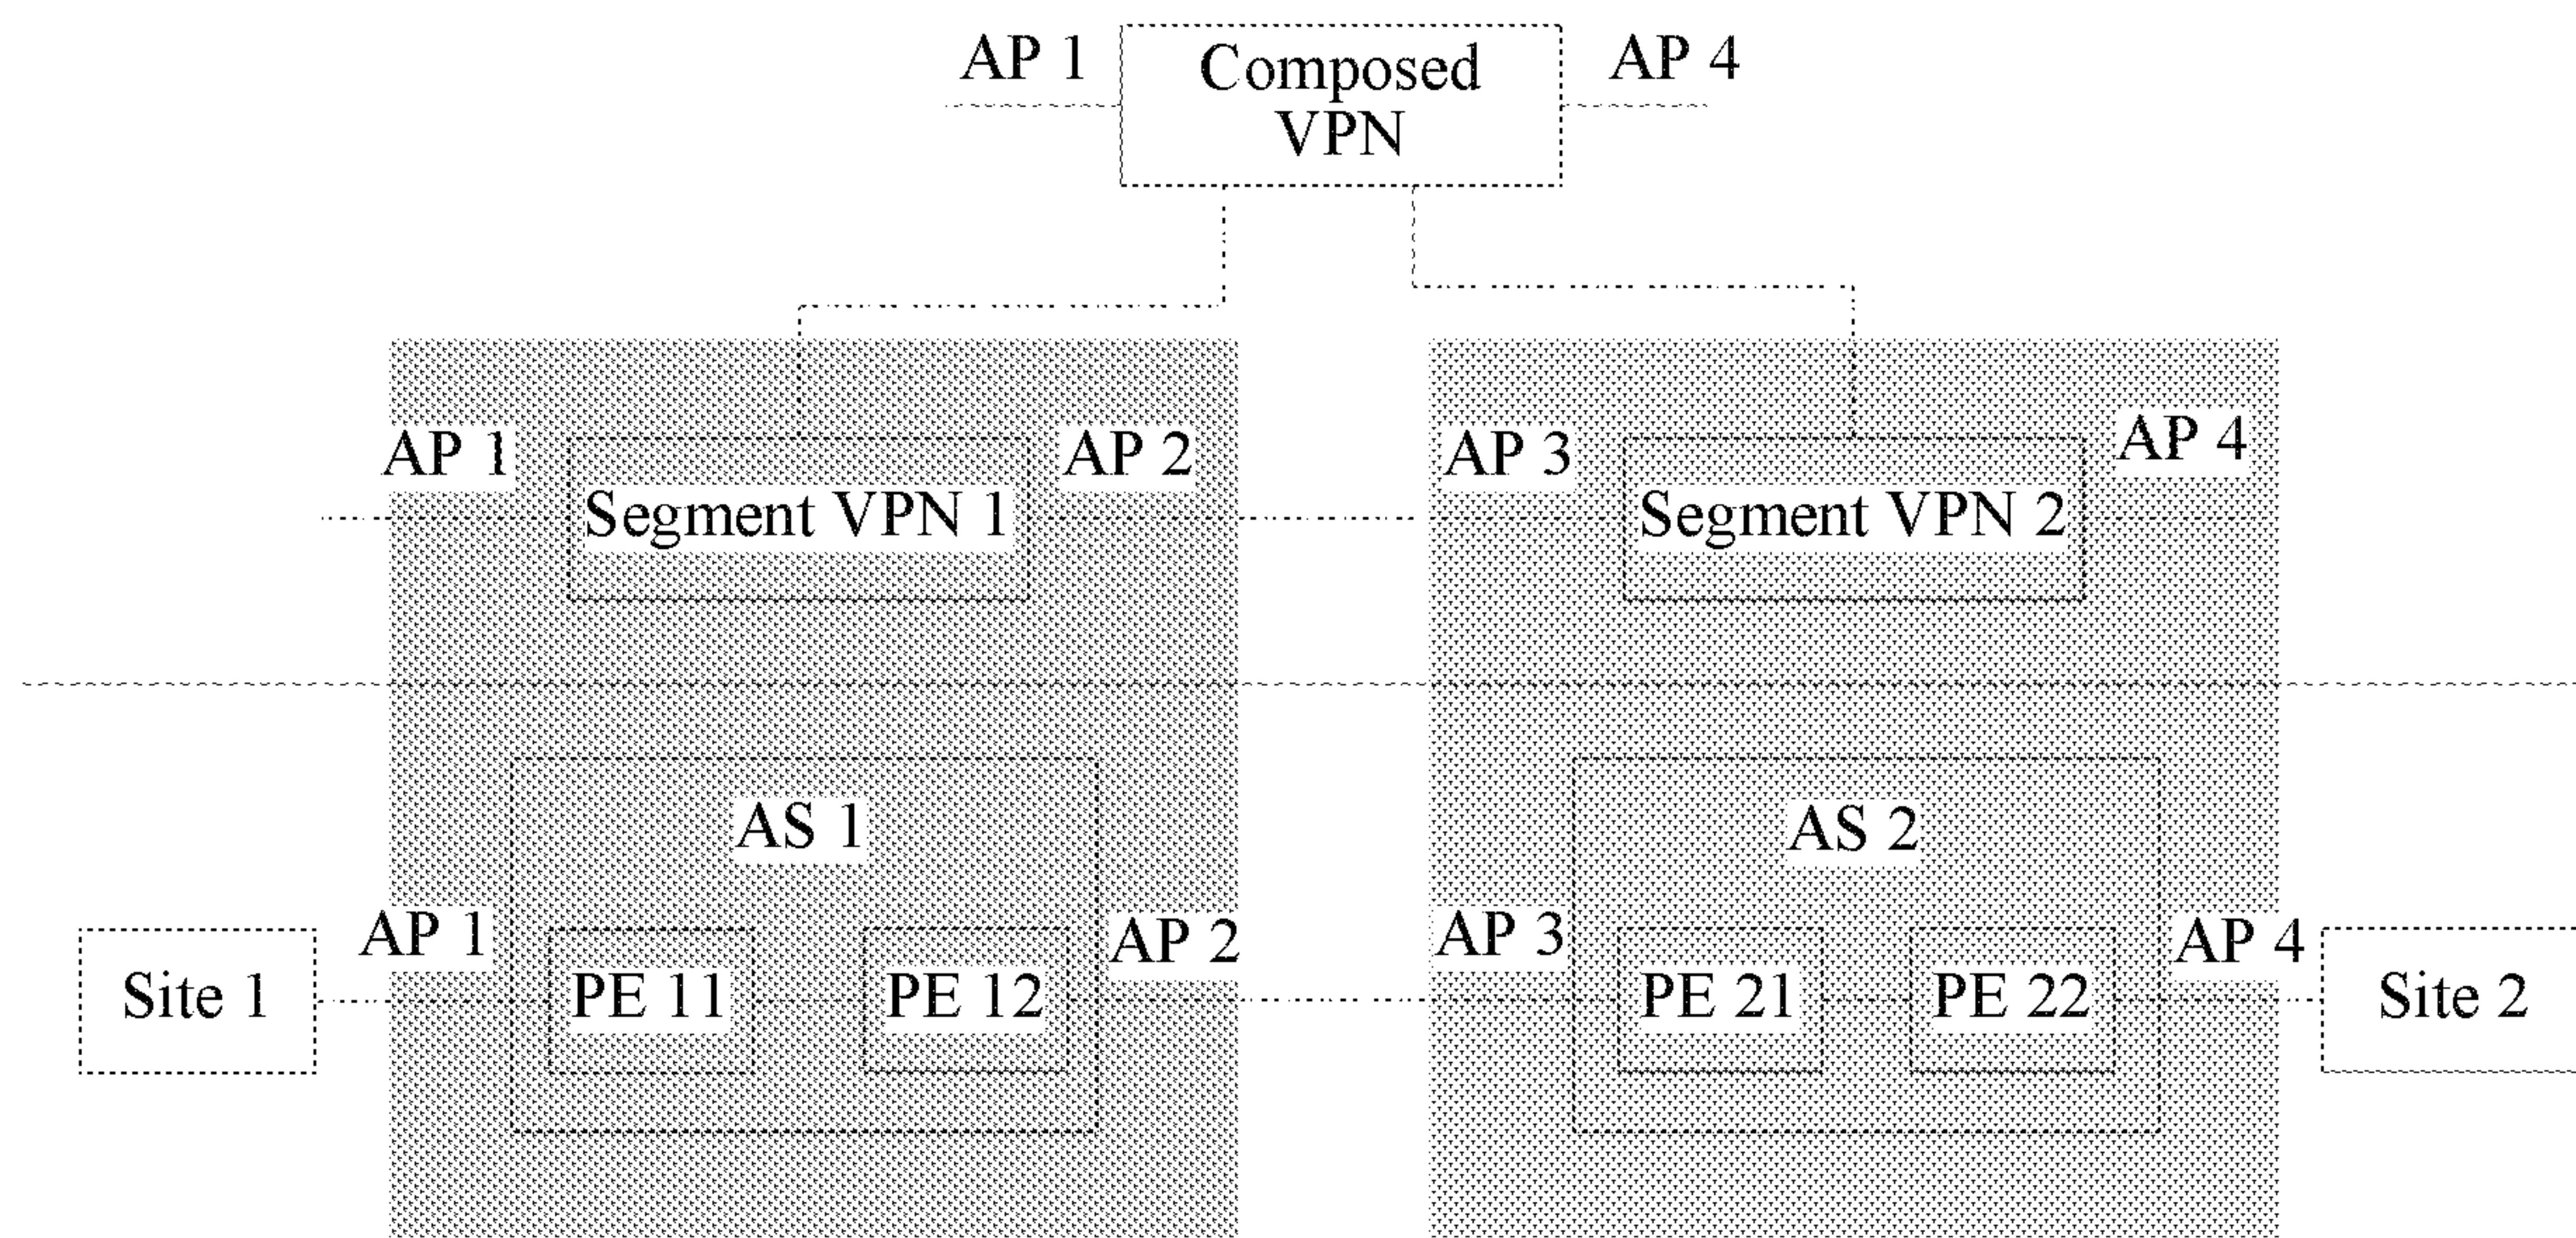 AP 1
Composed
VPN
AP 4
AP 1
Segment VPN 1
AP 2
AP 3
Segment VPN 2
AP 4
AS 1
AS 2
Site 1
AP 1
PE 11
PE 12
AP 2
AP 3
PE 21
PE 22
AP 4
Site 2